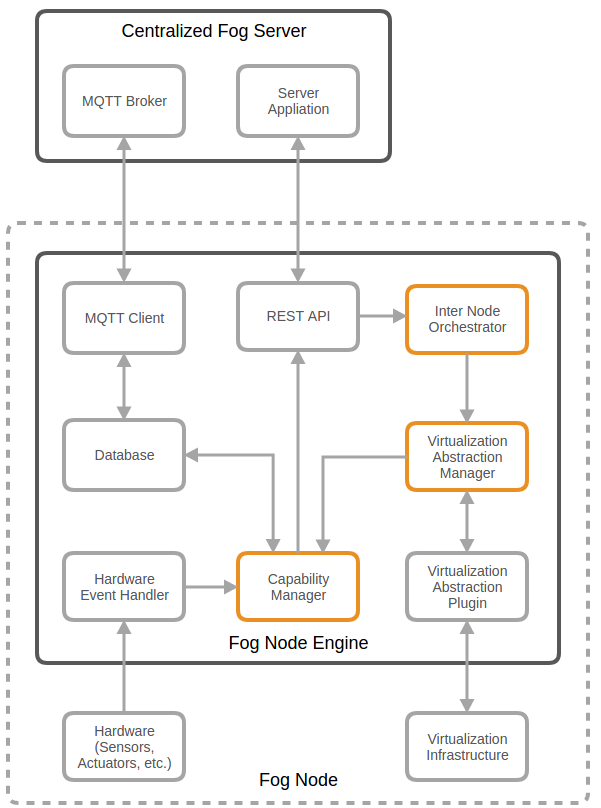 Centralized Fog Server
MQTT Broker
Server
Appliation
MQTT Client
REST API
Inter Node
Orchestrator
Database
Virtualization
Abstraction
Manager
Hardware
Event Handler
Capability
Manager
Virtualization
Abstraction
Plugin
Fog Node Engine
Hardware
(Sensors,
Actuators, etc.)
Virtualization
Infrastructure
Fog Node